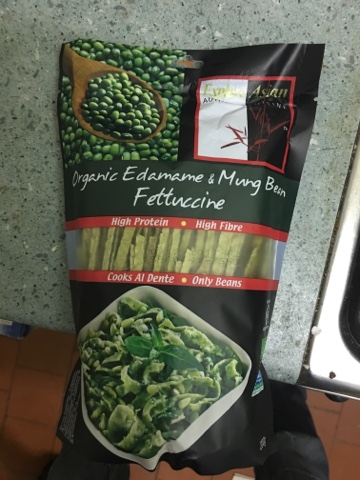 Explore Asian
Organic Edamame & Mung Bean
Fettuccine
High Protein • High Fibre
Cooks Al Dente • Only Beans